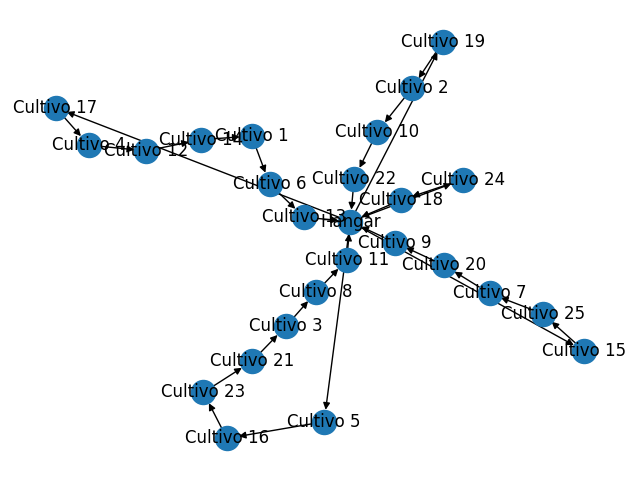 Cultivo 19
Cultivo 2
Cultivo 17
Cultivo 10
Cultivo 1
Cultivo 14
Cultivo 4
Cultivo 12
Cultivo 22
Cultivo 24
Cultivo 6
Cultivo 18
Cultivo 13
Hangar
Cultivo 9
Cultivo 11
Cultivo 20
Cultivo 8
Cultivo 7
Cultivo 25
Cultivo 3
Cultivo 15
Cultivo 21
Cultivo 23
Cultivo 5
Cultivo 16